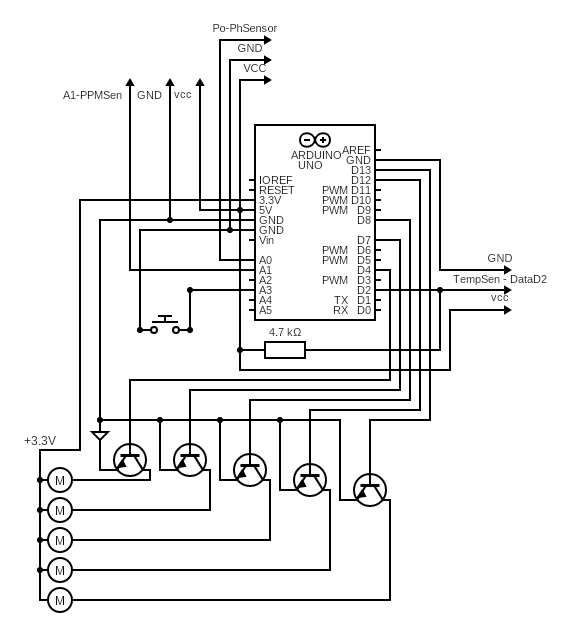 Po-PhSensor
GND
VCC
A1-PPMSen
GND
vcc
ARDUINO
UNO
AREF
GND
D13
D12
IOREF
PWM D11
RESET
PWM D10
3.3V
PWM D9
5V
D8
GND
GND
D7
Vin
PWM D6
A0
PWM D5
A1
D4
A2
PWM D3
A3
D2
A4
TX D1
A5
RX D0
GND
TempSen - DataD2
vcc
4.7 kΩ
+3.3V
M
M
M
M
M